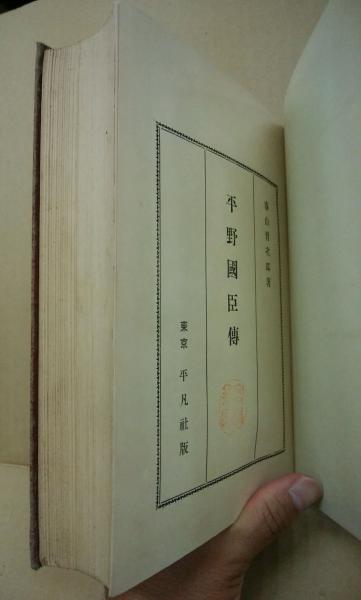 春山育次郎著
平野國臣傳
東京 平凡社版